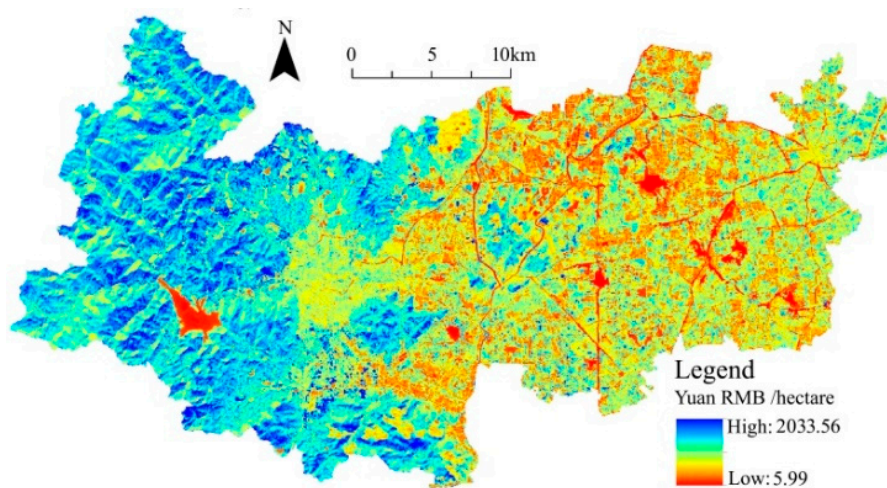 N
0 5 10km
Legend
Yuan RMB /hectare
High: 2033.56
Low: 5.99